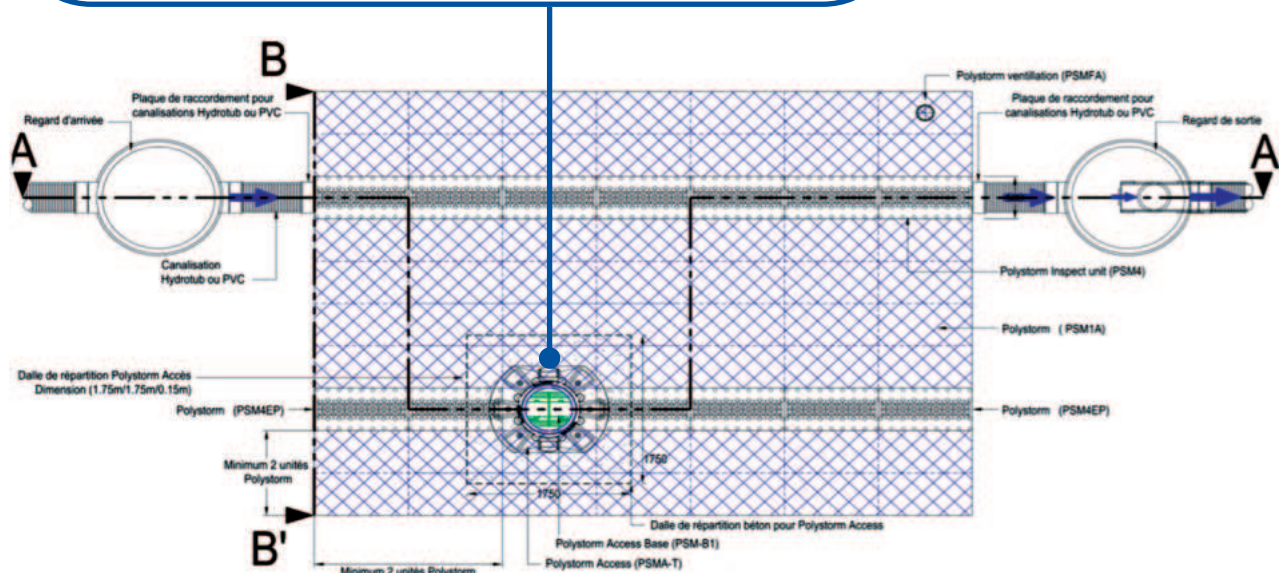 B
Polystorm ventillation (PSMFA)
Plaque de raccordement pour
canalisations Hydrotub ou PVC
Plaque de raccordement pour
canalisations Hydrotub ou PVC
Regard d'arrivée
Regard de sortie
A
A
Canalisation
Hydrotub ou PVC
Polystorm Inspect unit (PSM4)
Polystorm ( PSM1A)
Dalle de répartition Polystorm Accès
Dimension (1.75m/1.75m/0.15m)
Polystorm (PSM4EP)
Polystorm (PSM4EP)
Minimum 2 unités
Polystorm
1750
1750
Dalle de répartition béton pour Polystorm Access
B'
Polystorm Access Base (PSM-B1)
Polystorm Access (PSMA-T)
Minimum 2 unités Polystorm